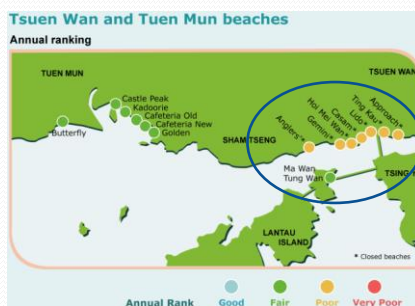 Tsuen Wan and Tuen Mun beaches
Annual ranking
TUEN MUN
TSUEN WAN
Castle Peak
Kadoorie
Cafeteria Old
Cafeteria New
Golden
Butterfly
SHAM TSENG
Anglers'*
Gemini*
Hoi Mei Wan*
Casam*
Lido*
Ting Kau*
Approach*
Ma Wan
Tung Wan
TSING
LANTAU
ISLAND
* Closed beaches
Annual Rank Good Fair Poor Very Poor